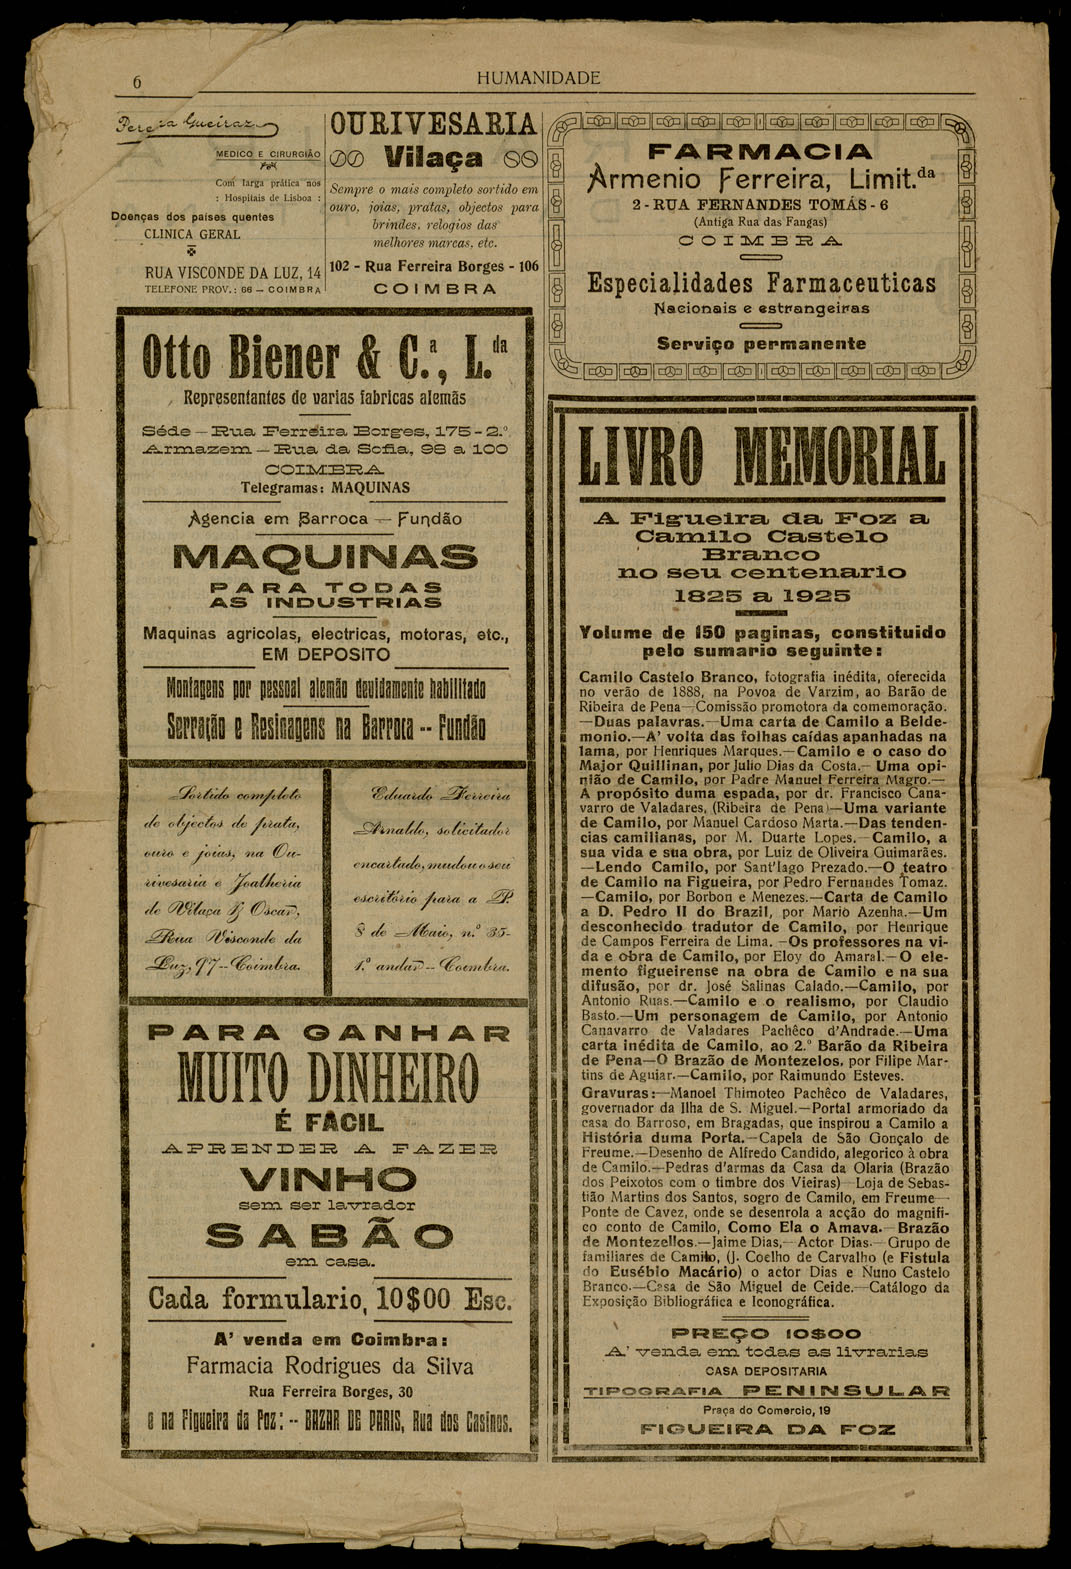 6
HUMANIDADE
Pereira Gueiraz
MEDICO E CIRURGIÃO
Com larga prática nos
: Hospitais de Lisboa :
Doenças dos países quentes
CLINICA GERAL
RUA VISCONDE DA LUZ, 14
TELEFONE PROV.: 66 — COIMBRA
OURIVESARIA
Vilaça
Sempre o mais completo sortido em
ouro, joias, pratas, objectos para
brindes, relogios das
melhores marcas, etc.
102 - Rua Ferreira Borges - 106
COIMBRA
FARMACIA
Armenio Ferreira, Limit.da
2 - RUA FERNANDES TOMÁS - 6
(Antiga Rua das Fangas)
COIMBRA
Especialidades Farmaceuticas
Nacionais e estrangeiras
Serviço permanente
Otto Biener & C.a, L.da
Representantes de varias fabricas alemãs
Séde — Rua Ferreira Borges, 175 - 2.º
Armazem — Rua da Sofia, 98 a 100
COIMBRA
Telegramas: MAQUINAS
Agencia em Barroca — Fundão
MAQUINAS
PARA TODAS
AS INDUSTRIAS
Maquinas agricolas, electricas, motoras, etc.,
EM DEPOSITO
Montagens por pessoal alemão devidamente habilitado
Serração e Resinagens na Barroca -- Fundão
Sortido completo
de objectos de prata,
ouro e joias, na Ou-
rivesaria e Joalheria
de Vilaça & Oscar,
Rua Visconde da
Luz, 97 -- Coimbra.
Eduardo Ferreira
Arnaldo, solicitador
encartado, mudou o seu
escritório para a P.
8 de Maio, n.º 35-
1.º andar -- Coimbra.
PARA GANHAR
MUITO DINHEIRO
É FACIL
APRENDER A FAZER
VINHO
sem ser lavrador
SABÃO
em casa.
Cada formulario, 10$00 Esc.
A' venda em Coimbra:
Farmacia Rodrigues da Silva
Rua Ferreira Borges, 30
e na Figueira da Foz: -- BAZAR DE PARIS, Rua dos Casinos.
LIVRO MEMORIAL
A Figueira da Foz a
Camilo Castelo
Branco
no seu centenario
1825 a 1925
Volume de 150 paginas, constituido
pelo sumario seguinte:
Camilo Castelo Branco, fotografia inédita, oferecida
no verão de 1888, na Povoa de Varzim, ao Barão de
Ribeira de Pena—Comissão promotora da comemoração.
—Duas palavras.—Uma carta de Camilo a Belde-
monio.—A' volta das folhas caídas apanhadas na
lama, por Henriques Marques.—Camilo e o caso do
Major Quillinan, por Julio Dias da Costa.—Uma opi-
nião de Camilo, por Padre Manuel Ferreira Magro.—
A propósito duma espada, por dr. Francisco Cana-
varro de Valadares, (Ribeira de Pena)—Uma variante
de Camilo, por Manuel Cardoso Marta.—Das tenden-
cias camilianas, por M. Duarte Lopes.—Camilo, a
sua vida e sua obra, por Luiz de Oliveira Guimarães.
—Lendo Camilo, por Sant'Iago Prezado.—O teatro
de Camilo na Figueira, por Pedro Fernandes Tomaz.
—Camilo, por Borbon e Menezes.—Carta de Camilo
a D. Pedro II do Brazil, por Mario Azenha.—Um
desconhecido tradutor de Camilo, por Henrique
de Campos Ferreira de Lima.—Os professores na vi-
da e obra de Camilo, por Eloy do Amaral.—O ele-
mento figueirense na obra de Camilo e na sua
difusão, por dr. José Salinas Calado.—Camilo, por
Antonio Ruas.—Camilo e o realismo, por Claudio
Basto.—Um personagem de Camilo, por Antonio
Canavarro de Valadares Pachêco d'Andrade.—Uma
carta inédita de Camilo, ao 2.º Barão da Ribeira
de Pena—O Brazão de Montezelos, por Filipe Mar-
tins de Aguiar.—Camilo, por Raimundo Esteves.
Gravuras:—Manoel Thimoteo Pachêco de Valadares,
governador da Ilha de S. Miguel.—Portal armoriado da
casa do Barroso, em Bragadas, que inspirou a Camilo a
História duma Porta.—Capela de São Gonçalo de
Freume.—Desenho de Alfredo Candido, alegorico à obra
de Camilo.—Pedras d'armas da Casa da Olaria (Brazão
dos Peixotos com o timbre dos Vieiras)—Loja de Sebas-
tião Martins dos Santos, sogro de Camilo, em Freume—
Ponte de Cavez, onde se desenrola a acção do magnifi-
co conto de Camilo, Como Ela o Amava.—Brazão
de Montezellos.—Jaime Dias,—Actor Dias—Grupo de
familiares de Camilo, (J. Coelho de Carvalho (e Fistula
do Eusébio Macário) o actor Dias e Nuno Castelo
Branco.—Casa de São Miguel de Ceide.—Catálogo da
Exposição Bibliográfica e Iconográfica.
PREÇO 10$00
A' venda em todas as livrarias
CASA DEPOSITARIA
TIPOGRAFIA PENINSULAR
Praça do Comercio, 19
FIGUEIRA DA FOZ